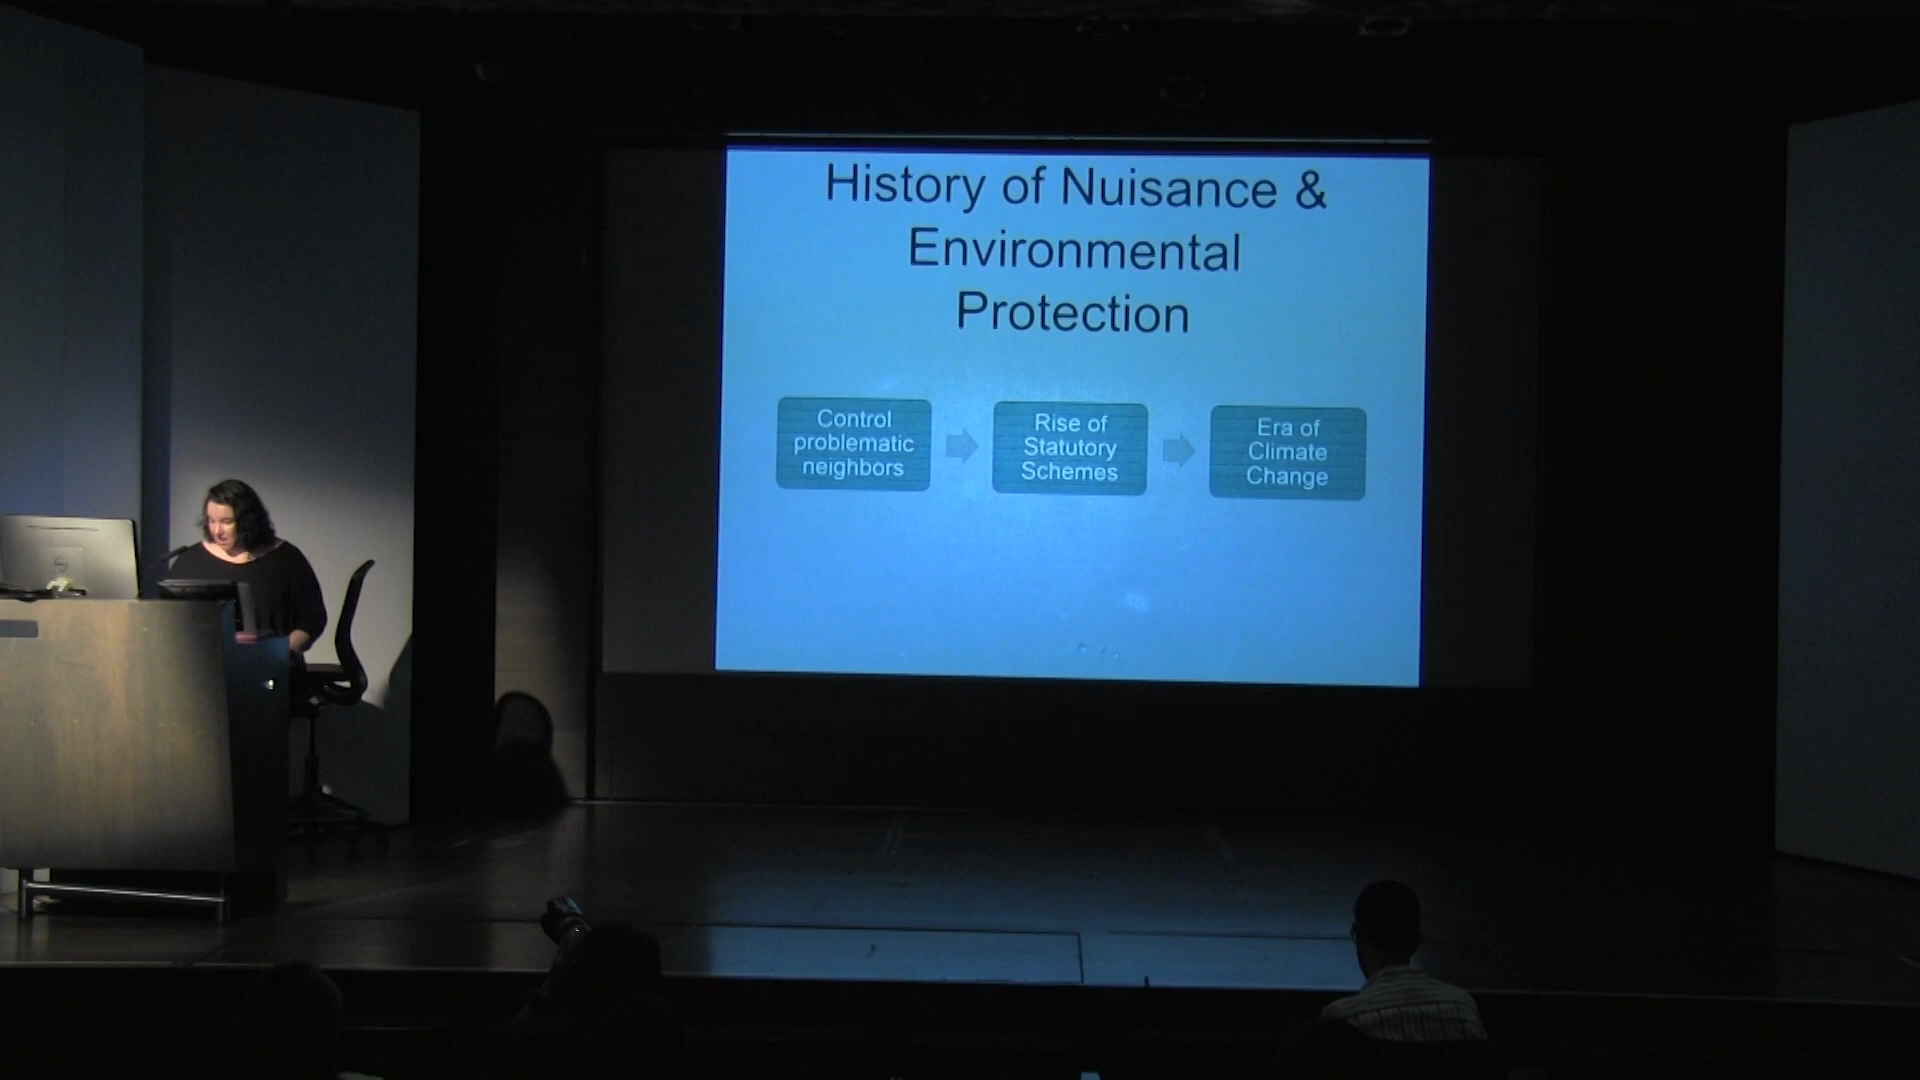 History of Nuisance &
Environmental
Protection
Control
problematic
neighbors
Rise of
Statutory
Schemes
Era of
Climate
Change